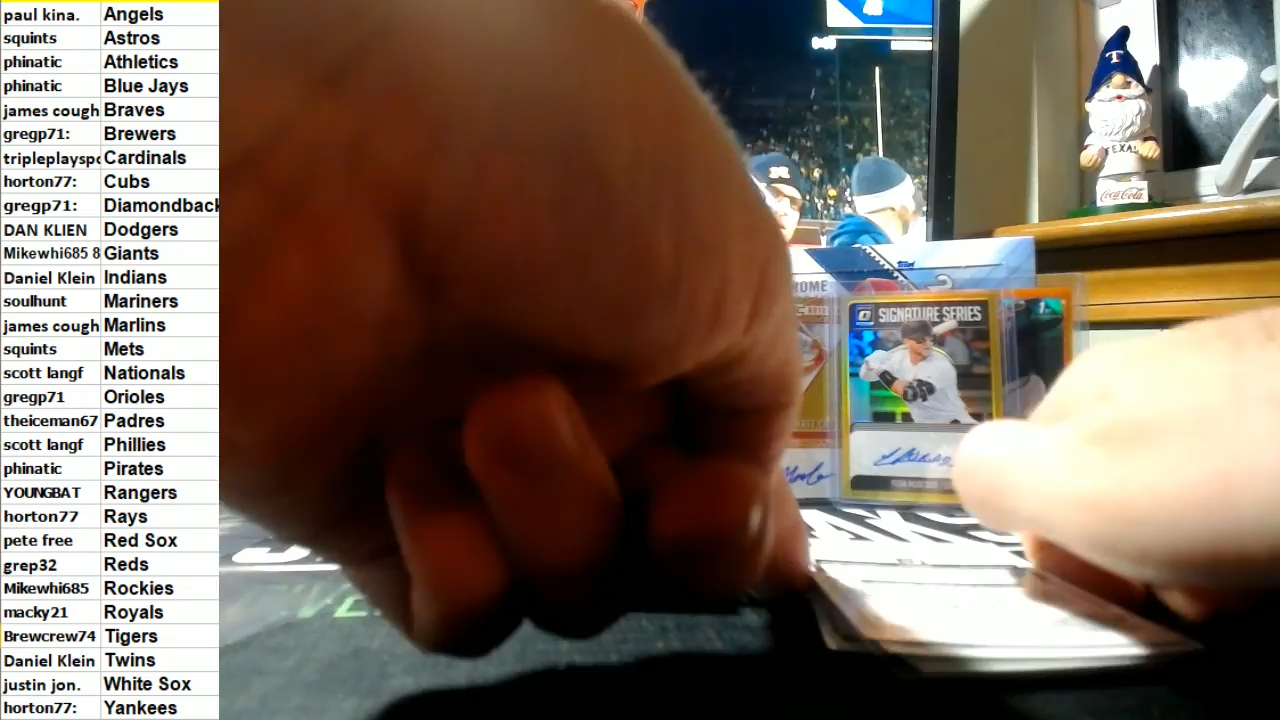 paul kina. Angels
squints Astros
phinatic Athletics
phinatic Blue Jays
james cough Braves
gregp71: Brewers
tripleplayspo Cardinals
horton77: Cubs
gregp71: Diamondback
DAN KLIEN Dodgers
Mikewhi685 8 Giants
Daniel Klein Indians
soulhunt Mariners
james cough Marlins
squints Mets
scott langf Nationals
gregp71 Orioles
theiceman67 Padres
scott langf Phillies
phinatic Pirates
YOUNGBAT Rangers
horton77 Rays
pete free Red Sox
grep32 Reds
Mikewhi685 Rockies
macky21 Royals
Brewcrew74 Tigers
Daniel Klein Twins
justin jon. White Sox
horton77: Yankees
T
TEXAS
Coca-Cola
Topps
SIGNATURE SERIES
1st
M